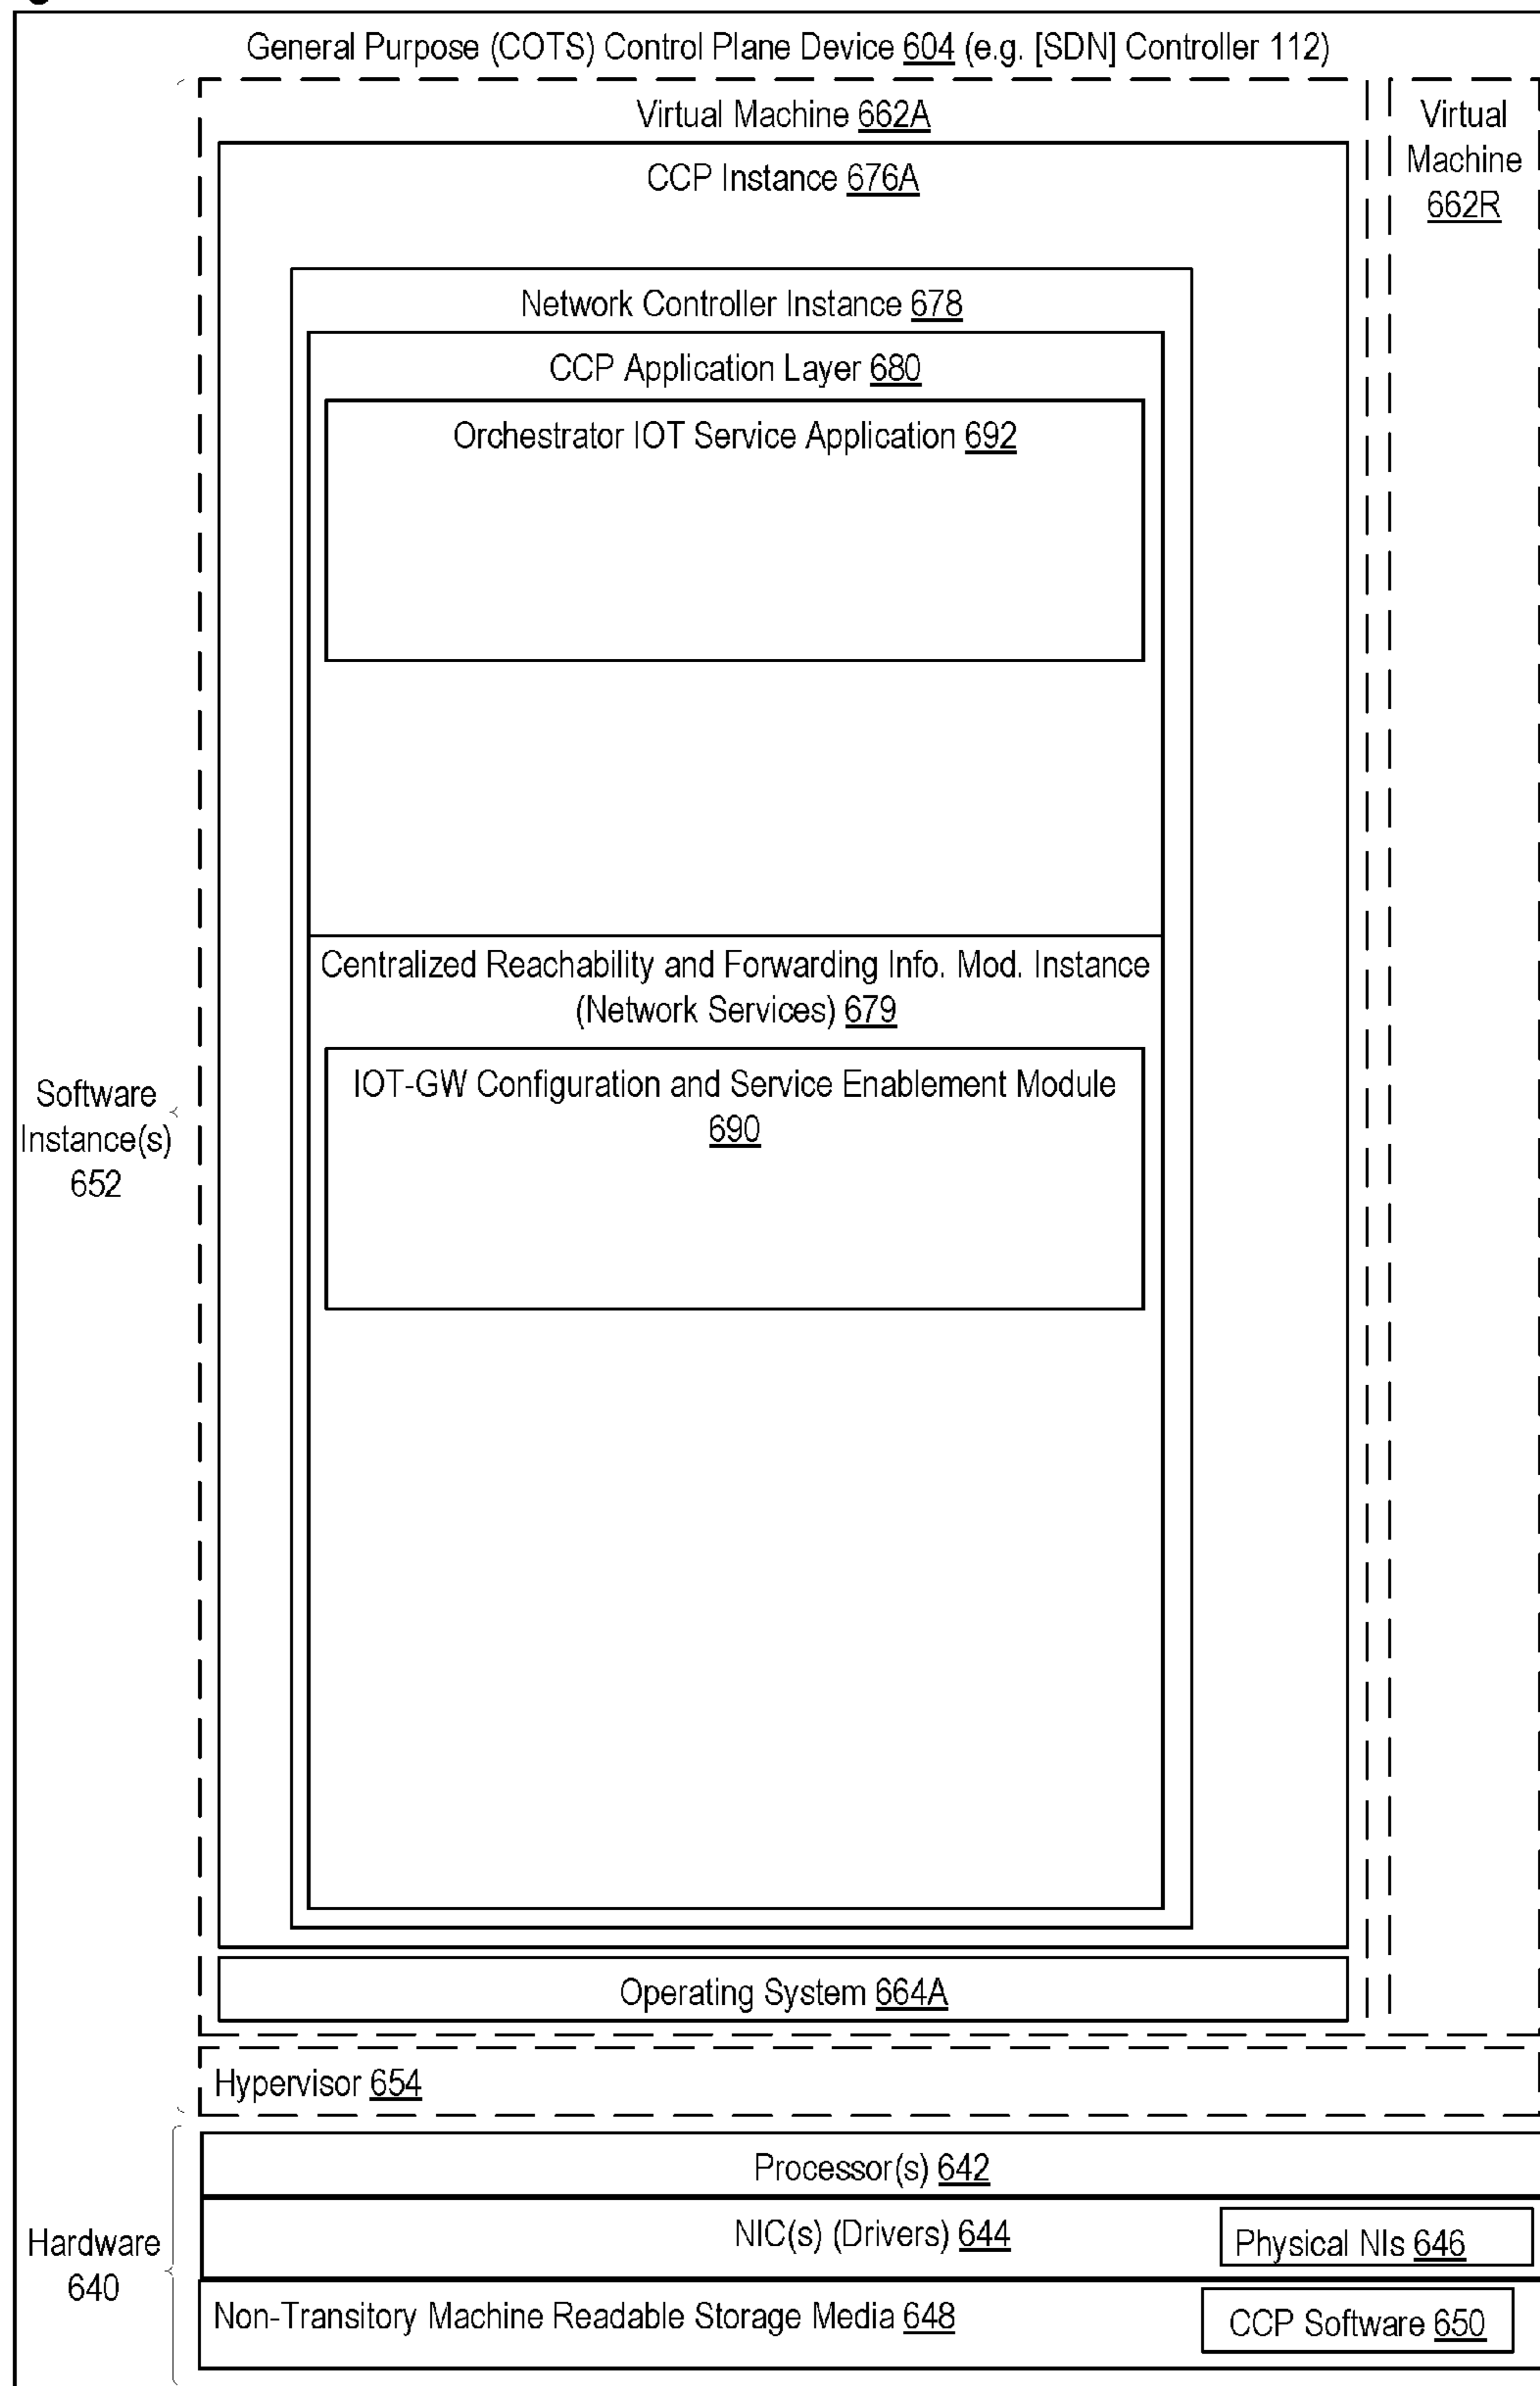 General Purpose (COTS) Control Plane Device 604 (e.g. [SDN] Controller 112)
Virtual Machine 662A
Virtual
Machine
662R
CCP Instance 676A
Network Controller Instance 678
CCP Application Layer 680
Orchestrator IOT Service Application 692
Centralized Reachability and Forwarding Info. Mod. Instance
(Network Services) 679
IOT-GW Configuration and Service Enablement Module
690
Software
Instance(s)
652
Operating System 664A
Hypervisor 654
Processor(s) 642
Hardware
640
NIC(s) (Drivers) 644
Physical NIs 646
Non-Transitory Machine Readable Storage Media 648
CCP Software 650